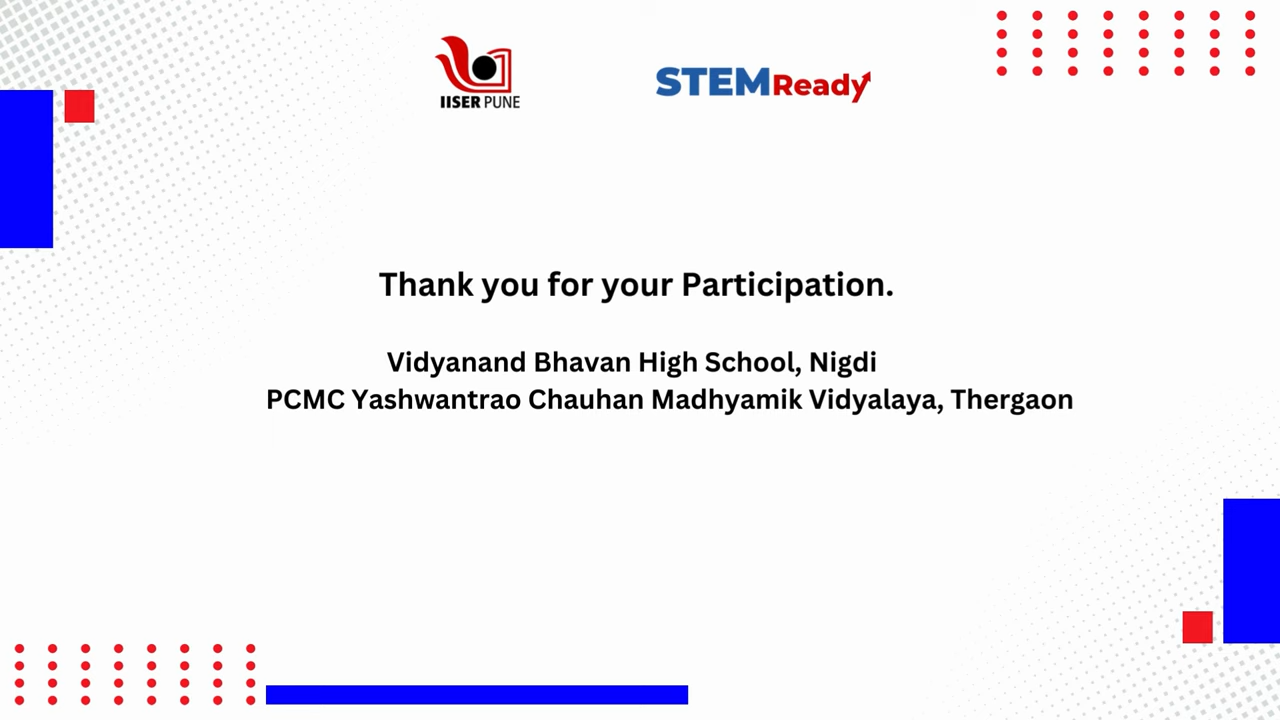 IISER PUNE
STEMReady
Thank you for your Participation.
Vidyanand Bhavan High School, Nigdi
PCMC Yashwantrao Chauhan Madhyamik Vidyalaya, Thergaon